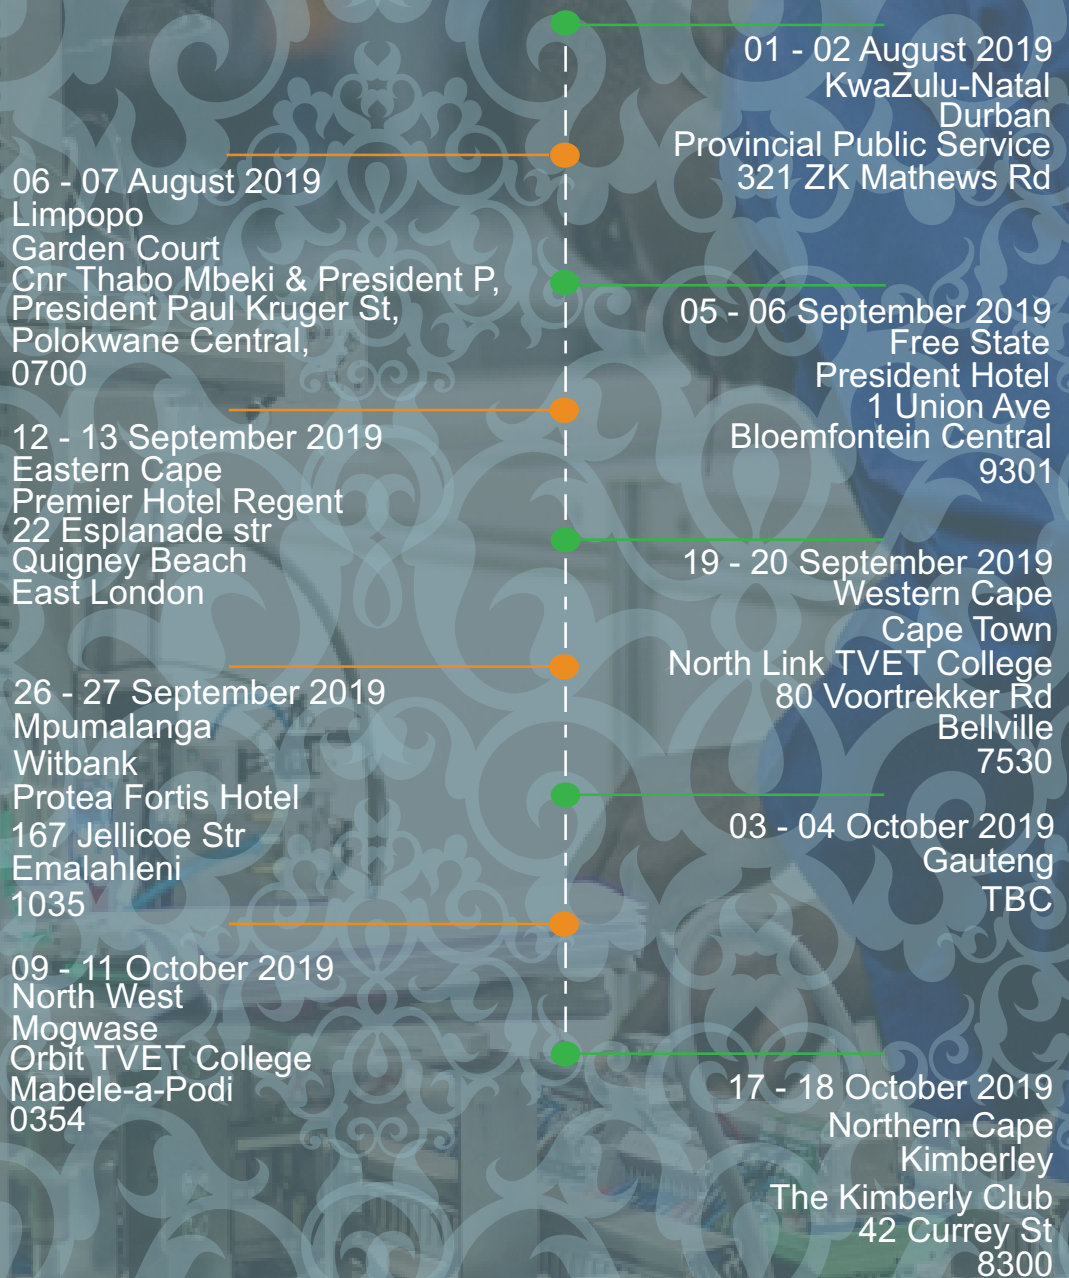 01 - 02 August 2019
KwaZulu-Natal
Durban
Provincial Public Service
321 ZK Mathews Rd
06 - 07 August 2019
Limpopo
Garden Court
Cnr Thabo Mbeki & President P,
President Paul Kruger St,
Polokwane Central,
0700
05 - 06 September 2019
Free State
President Hotel
1 Union Ave
Bloemfontein Central
9301
12 - 13 September 2019
Eastern Cape
Premier Hotel Regent
22 Esplanade str
Quigney Beach
East London
19 - 20 September 2019
Western Cape
Cape Town
North Link TVET College
80 Voortrekker Rd
Bellville
7530
26 - 27 September 2019
Mpumalanga
Witbank
Protea Fortis Hotel
167 Jellicoe Str
Emalahleni
1035
03 - 04 October 2019
Gauteng
TBC
09 - 11 October 2019
North West
Mogwase
Orbit TVET College
Mabele-a-Podi
0354
17 - 18 October 2019
Northern Cape
Kimberley
The Kimberly Club
42 Currey St
8300